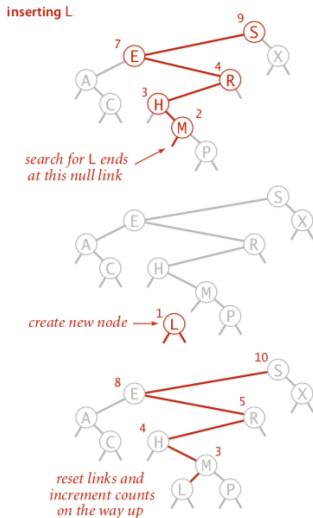 inserting L
9
S
7
E
X
4
A
R
3
H
C
2
M
P
search for L ends
at this null link
S
E
X
A
R
C
H
M
P
1
create new node
L
10
S
8
E
X
5
A
R
4
C
H
3
M
L
P
reset links and
increment counts
on the way up